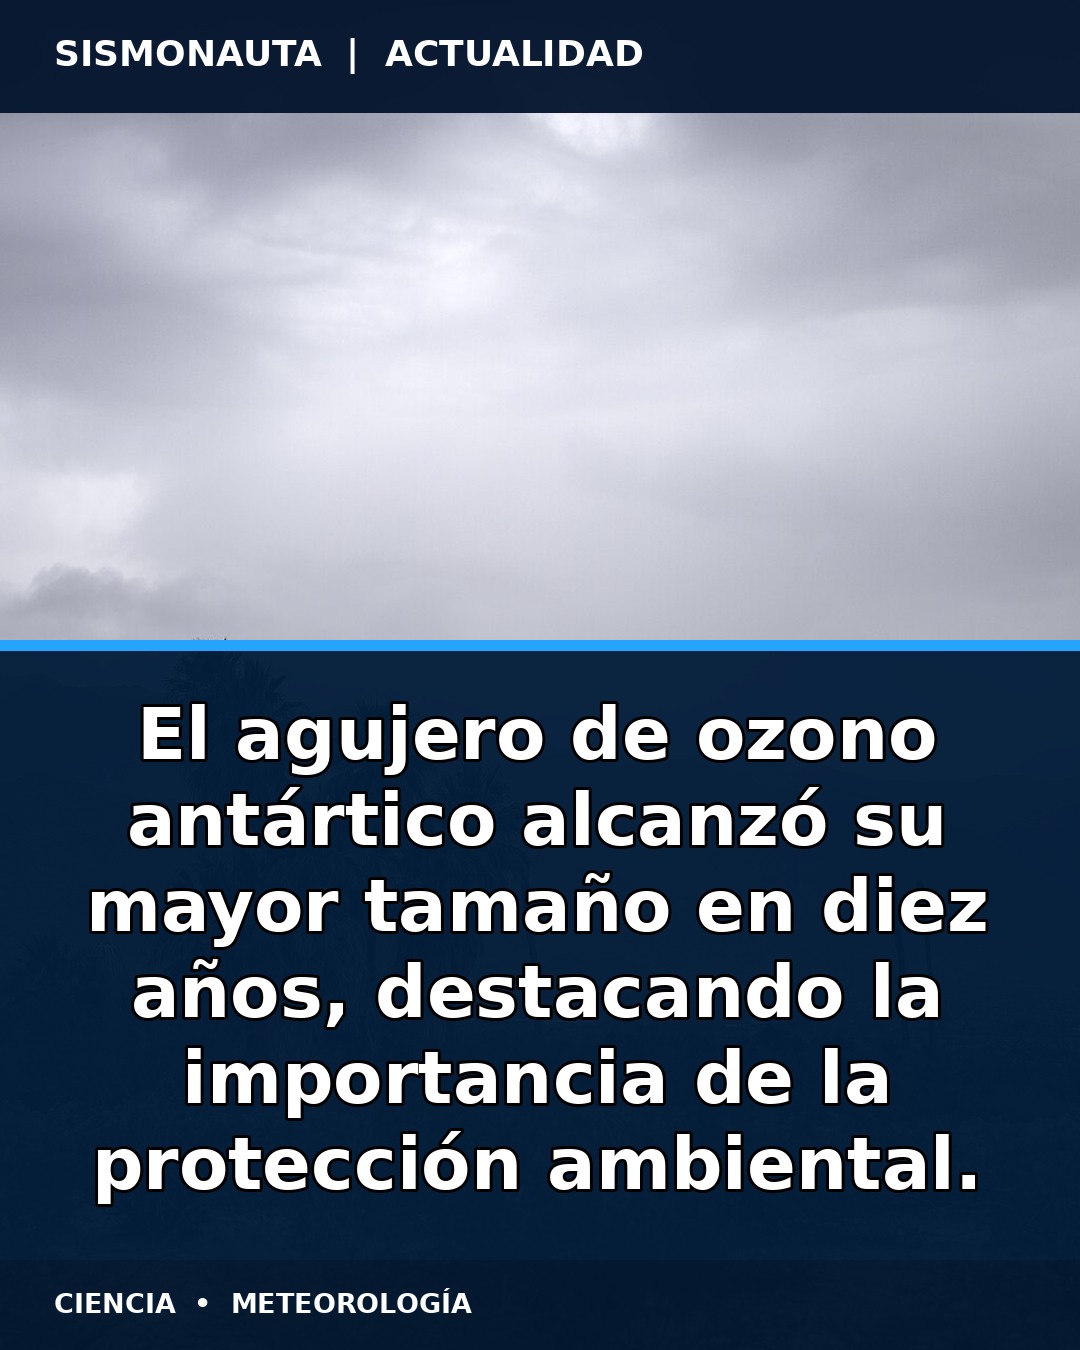 SISMONAUTA | ACTUALIDAD
El agujero de ozono
antártico alcanzó su
mayor tamaño en diez
años, destacando la
importancia de la
protección ambiental.
CIENCIA • METEOROLOGÍA